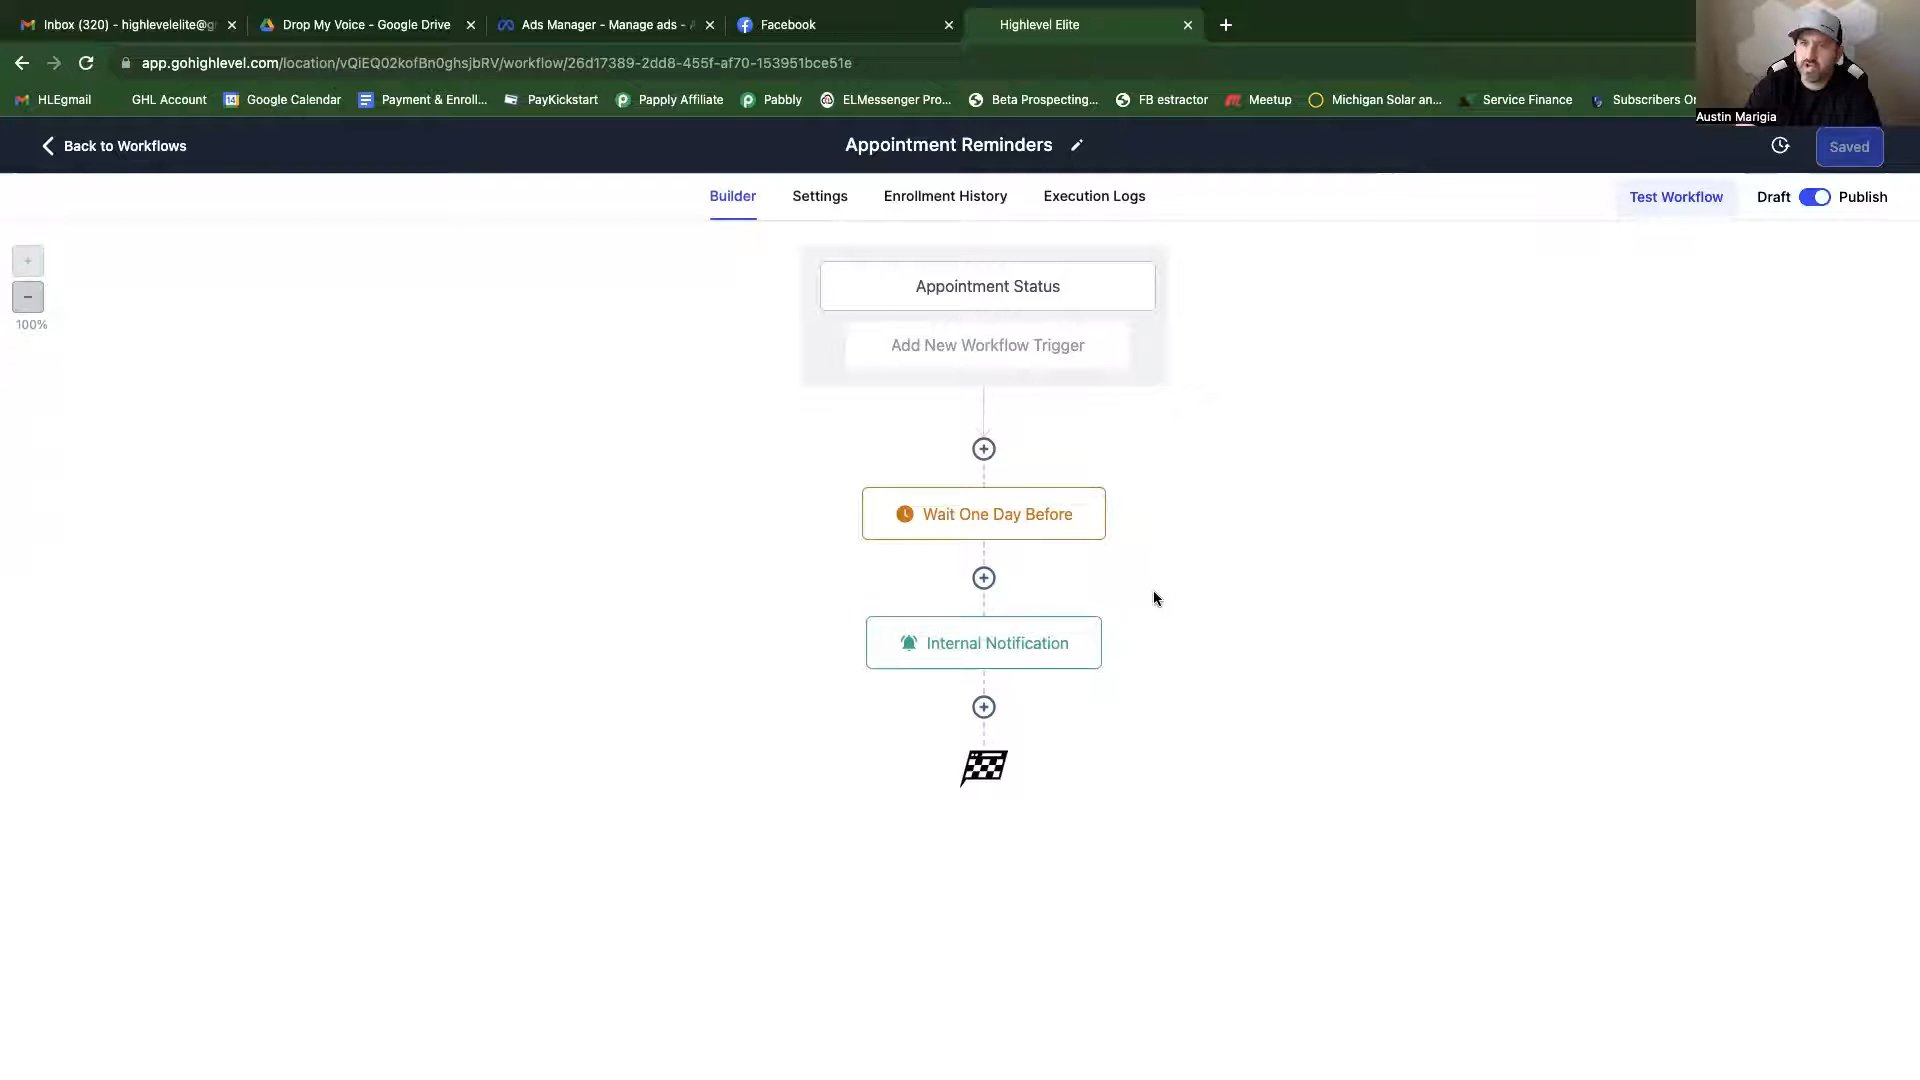 Inbox (320) - highlevelelite@g
Drop My Voice - Google Drive
Ads Manager - Manage ads -
Facebook
Highlevel Elite
app.gohighlevel.com/location/vQiEQ02kofBn0ghsjbRV/workflow/26d17389-2dd8-455f-af70-153951bce51e
HLEgmail
GHL Account
14
Google Calendar
Payment & Enroll...
PayKickstart
Papply Affiliate
Pabbly
ELMessenger Pro...
Beta Prospecting...
FB estractor
Meetup
Michigan Solar an...
Service Finance
Subscribers O
Austin Marigia
Back to Workflows
Appointment Reminders
Saved
Builder
Settings
Enrollment History
Execution Logs
Test Workflow
Draft
Publish
100%
Appointment Status
Add New Workflow Trigger
Wait One Day Before
Internal Notification